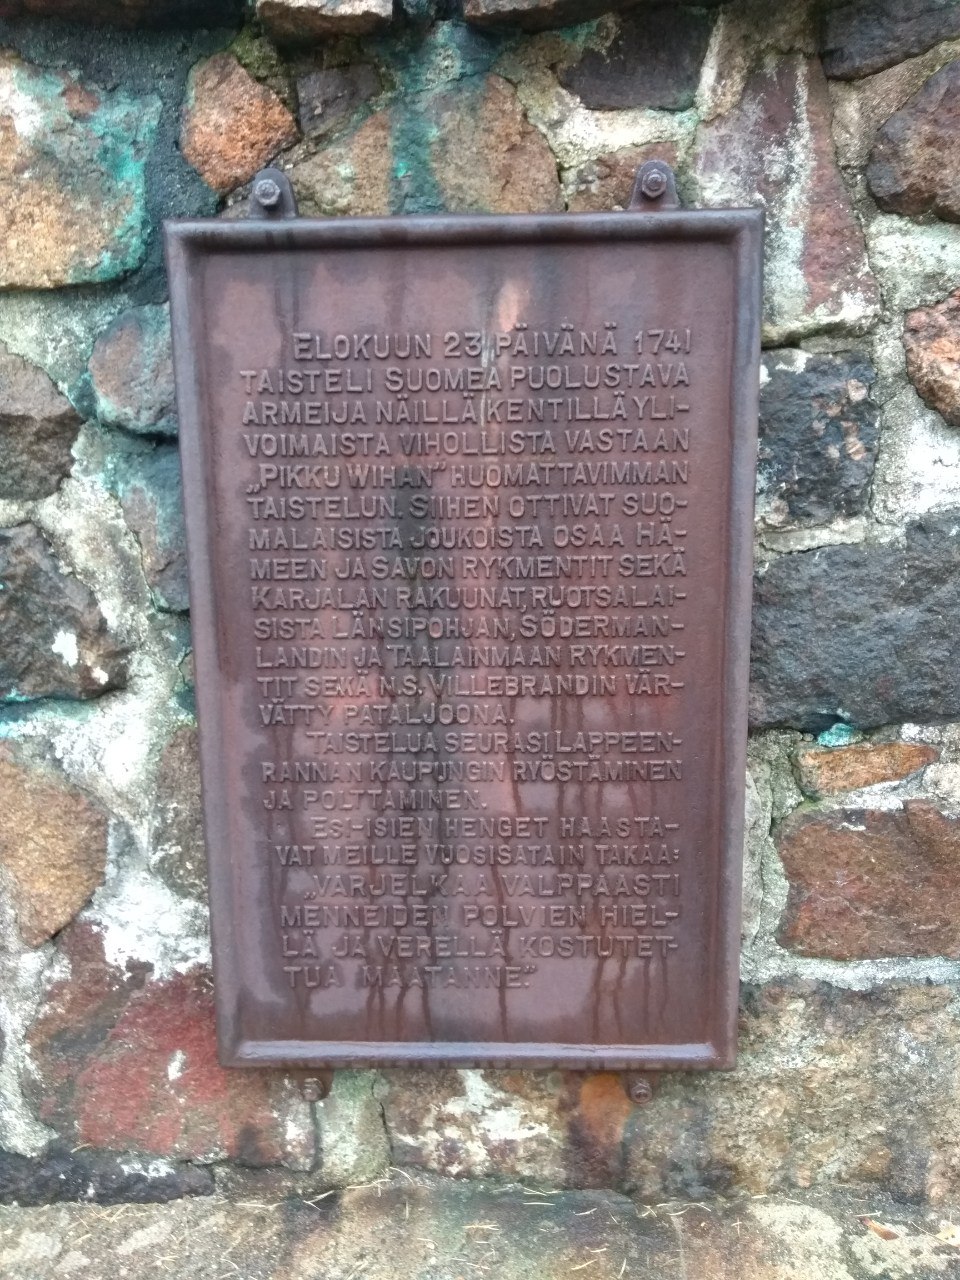 ELOKUUN 23 PÄIVÄNÄ 1741
TAISTELI SUOMEA PUOLUSTAVA
ARMEIJA NÄILLÄ KENTILLÄ YLI-
VOIMAISTA VIHOLLISTA VASTAAN
„PIKKU WIHAN” HUOMATTAVIMMAN
TAISTELUN. SIIHEN OTTIVAT SUO-
MALAISISTA JOUKOISTA OSAA HÄ-
MEEN JA SAVON RYKMENTIT SEKÄ
KARJALAN RAKUUNAT, RUOTSALAI-
SISTA LÄNSIPOHJAN, SÖDERMAN-
LANDIN JA TAALAINMAAN RYKMEN-
TIT SEKÄ N.S. VILLEBRANDIN VÄR-
VÄTTY PATALJOONA.
TAISTELUA SEURASI LAPPEEN-
RANNAN KAUPUNGIN RYÖSTÄMINEN
JA POLTTAMINEN.
ESI-ISIEN HENGET HAASTA-
VAT MEILLE VUOSISATAIN TAKAA:
„VARJELKAA VALPPAASTI
MENNEIDEN POLVIEN HIEL-
LÄ JA VERELLÄ KOSTUTET-
TUA MAATANNE.”